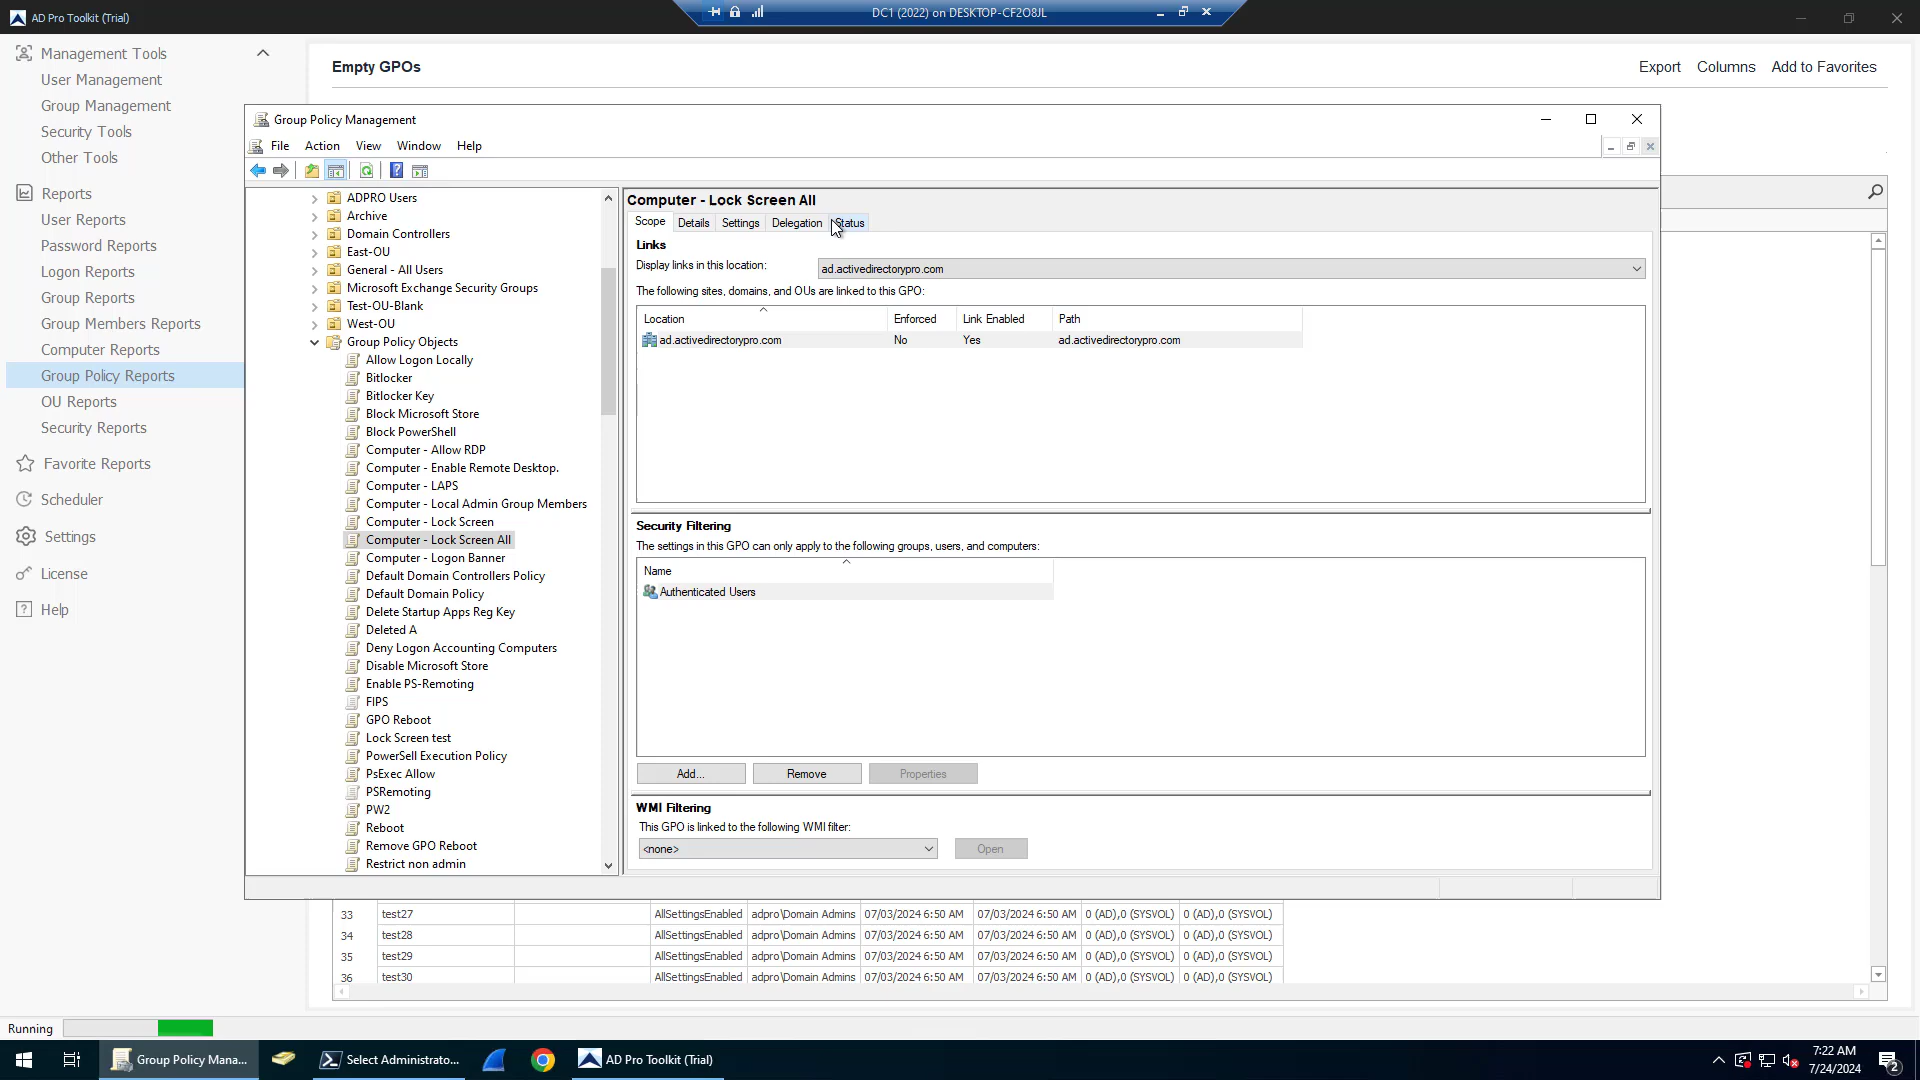 AD Pro Toolkit (Trial)
DC1 (2022) on DESKTOP-CF2O8JL
Management Tools
User Management
Group Management
Security Tools
Other Tools
Reports
User Reports
Password Reports
Logon Reports
Group Reports
Group Members Reports
Computer Reports
Group Policy Reports
OU Reports
Security Reports
Favorite Reports
Scheduler
Settings
License
Help
Empty GPOs
Export Columns Add to Favorites
Group Policy Management
File Action View Window Help
ADPRO Users
Archive
Domain Controllers
East-OU
General - All Users
Microsoft Exchange Security Groups
Test-OU-Blank
West-OU
Group Policy Objects
Allow Logon Locally
Bitlocker
Bitlocker Key
Block Microsoft Store
Block PowerShell
Computer - Allow RDP
Computer - Enable Remote Desktop.
Computer - LAPS
Computer - Local Admin Group Members
Computer - Lock Screen
Computer - Lock Screen All
Computer - Logon Banner
Default Domain Controllers Policy
Default Domain Policy
Delete Startup Apps Reg Key
Deleted A
Deny Logon Accounting Computers
Disable Microsoft Store
Enable PS-Remoting
FIPS
GPO Reboot
Lock Screen test
PowerSell Execution Policy
PsExec Allow
PSRemoting
PW2
Reboot
Remove GPO Reboot
Restrict non admin
Computer - Lock Screen All
Scope Details Settings Delegation Status
Links
Display links in this location: ad.activedirectorypro.com
The following sites, domains, and OUs are linked to this GPO:
Location Enforced Link Enabled Path
ad.activedirectorypro.com No Yes ad.activedirectorypro.com
Security Filtering
The settings in this GPO can only apply to the following groups, users, and computers:
Name
Authenticated Users
Add... Remove Properties
WMI Filtering
This GPO is linked to the following WMI filter:
<none> Open
33 test27 AllSettingsEnabled adpro\Domain Admins 07/03/2024 6:50 AM 07/03/2024 6:50 AM 0 (AD),0 (SYSVOL) 0 (AD),0 (SYSVOL)
34 test28 AllSettingsEnabled adpro\Domain Admins 07/03/2024 6:50 AM 07/03/2024 6:50 AM 0 (AD),0 (SYSVOL) 0 (AD),0 (SYSVOL)
35 test29 AllSettingsEnabled adpro\Domain Admins 07/03/2024 6:50 AM 07/03/2024 6:50 AM 0 (AD),0 (SYSVOL) 0 (AD),0 (SYSVOL)
36 test30 AllSettingsEnabled adpro\Domain Admins 07/03/2024 6:50 AM 07/03/2024 6:50 AM 0 (AD),0 (SYSVOL) 0 (AD),0 (SYSVOL)
Running
Group Policy Mana... Select Administrato... AD Pro Toolkit (Trial)
7:22 AM
7/24/2024
2